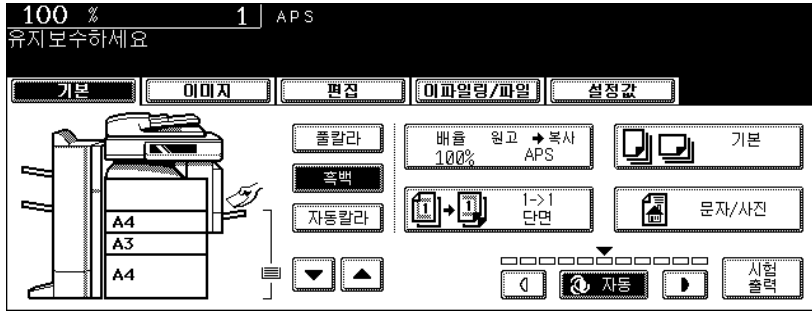 100 % 1 APS
유지보수하세요
기본 이미지 편집 이파일링/파일 설정값
풀칼라
흑백
자동칼라
A4
A3
A4
배율 원고 ➔복사
100% APS
기본
1 1 1->1
단면
문자/사진
자동
시험
출력